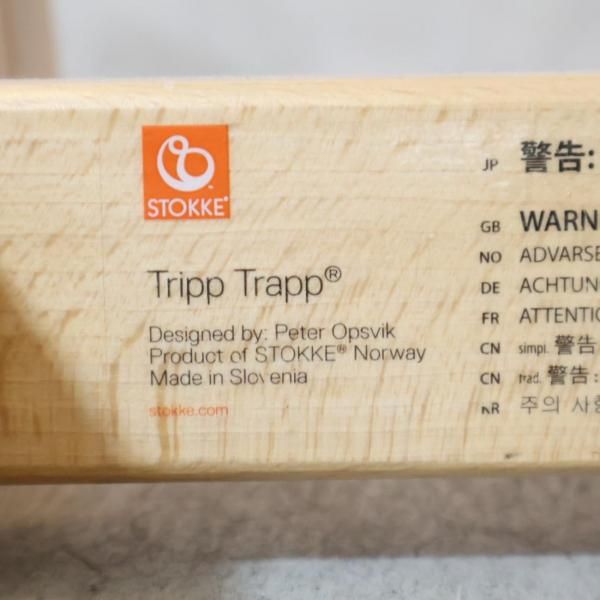 STOKKE
Tripp Trapp®
Designed by: Peter Opsvik
Product of STOKKE® Norway
Made in Slovenia
stokke.com
JP 警告:
GB WARN
NO ADVARSE
DE ACHTUN
FR ATTENTIO
CN simpl. 警告
CN trad. 警告:
KR 주의 사항